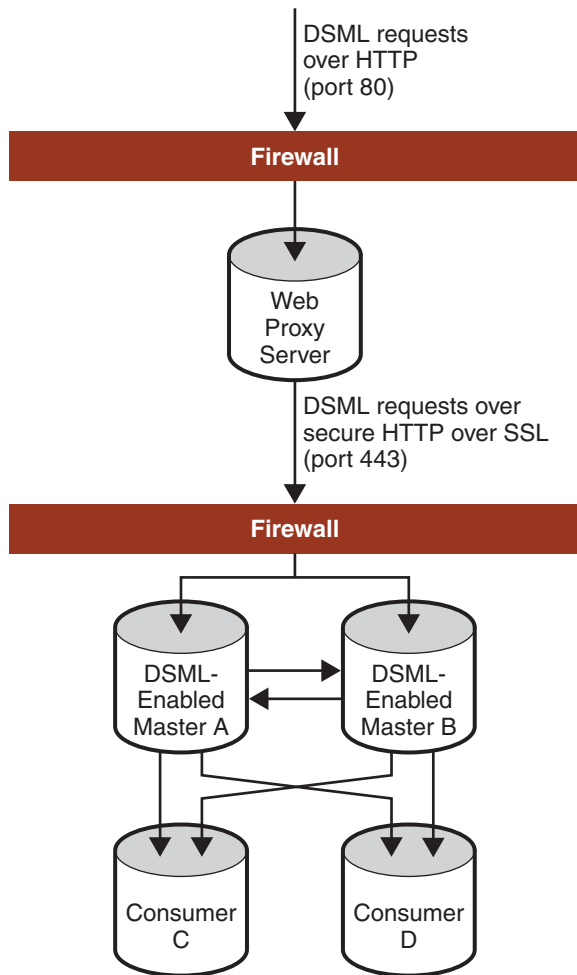 DSML requests
over HTTP
(port 80)
Firewall
Web
Proxy
Server
DSML requests over
secure HTTP over SSL
(port 443)
Firewall
DSML-
Enabled
Master A
DSML-
Enabled
Master B
Consumer
C
Consumer
D